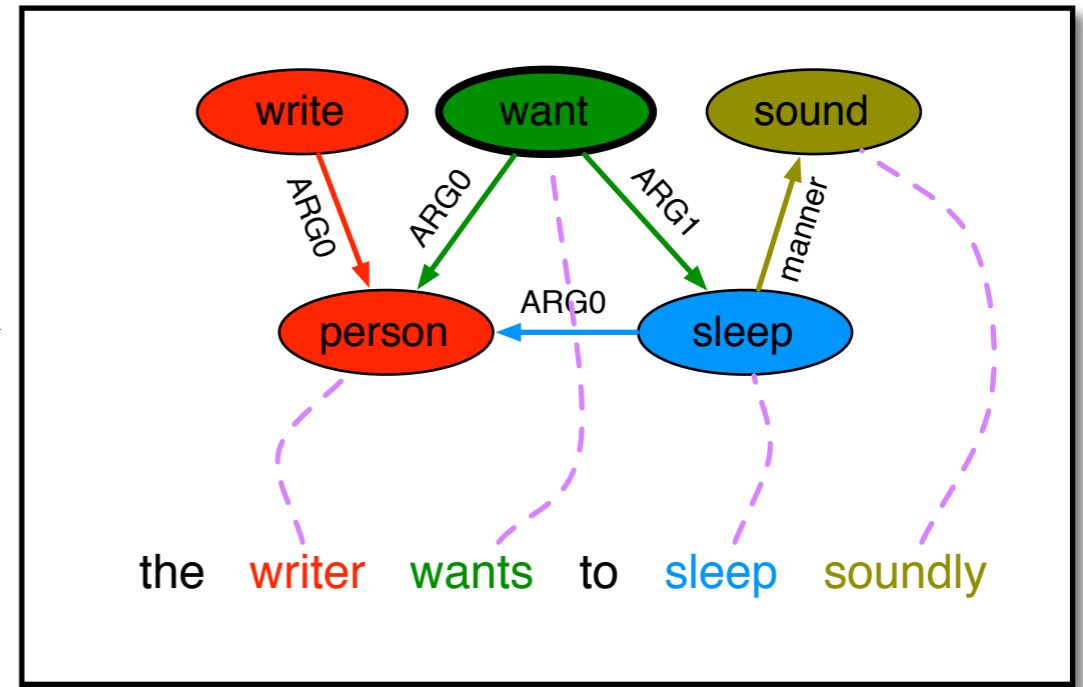 write want sound
ARG0 ARG0 ARG1 manner
ARG0
person sleep
the writer wants to sleep soundly